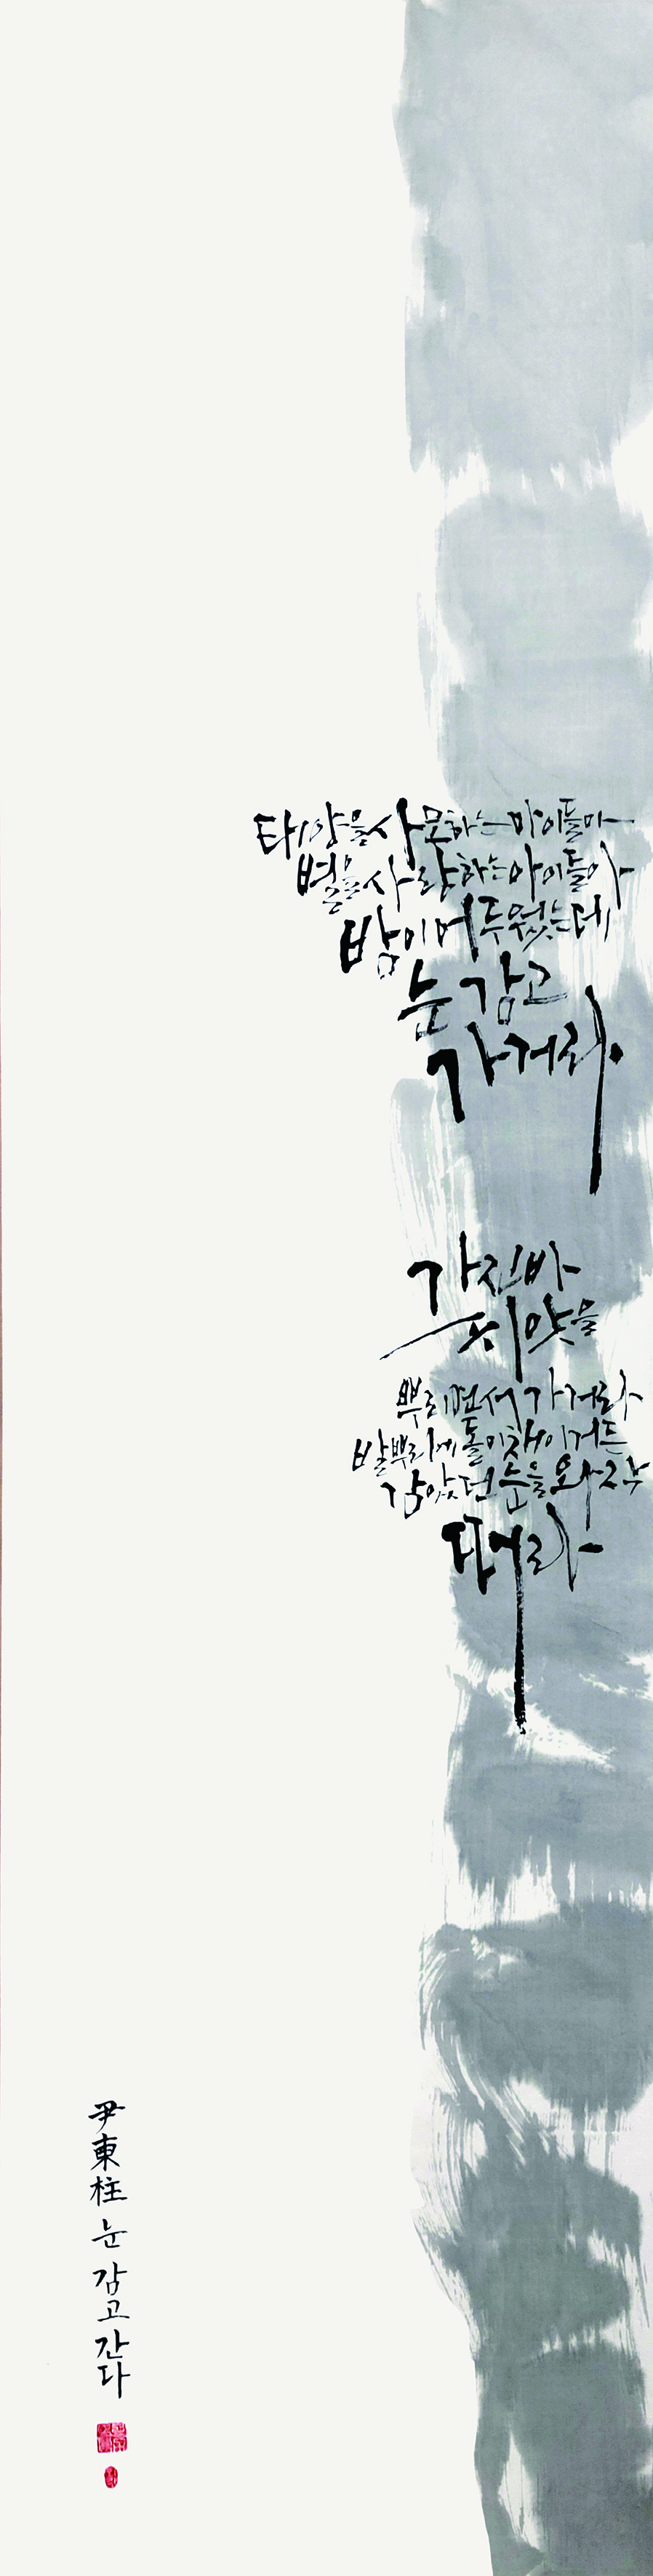 태양을 사모하는 아이들아
별을 사랑하는 아이들아
밤이 어두웠는데
눈 감고
가거라.
가진 바
씨앗을
뿌리면서 가거라
발뿌리에 돌이 채이거든
감았던 눈을 와짝
떠라
尹東柱 눈 감고 간다